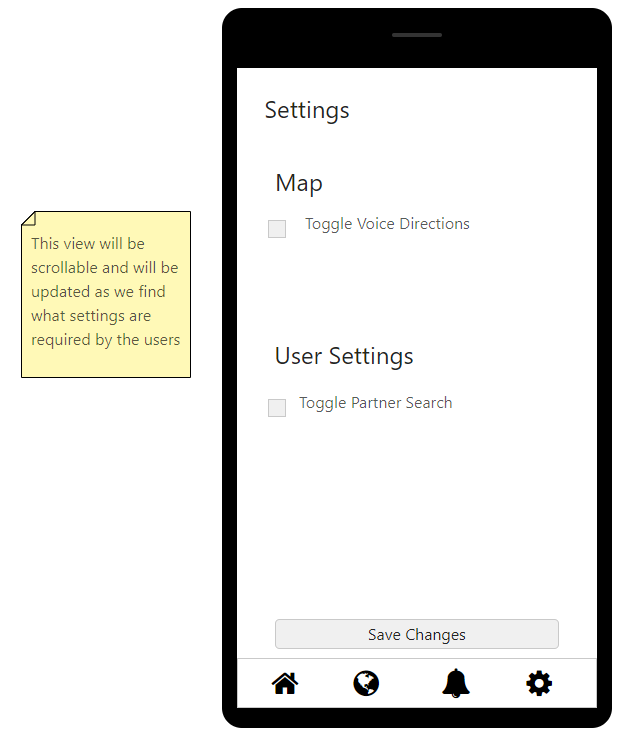 Settings
Map
Toggle Voice Directions
This view will be
scrollable and will be
updated as we find
what settings are
required by the users
User Settings
Toggle Partner Search
Save Changes